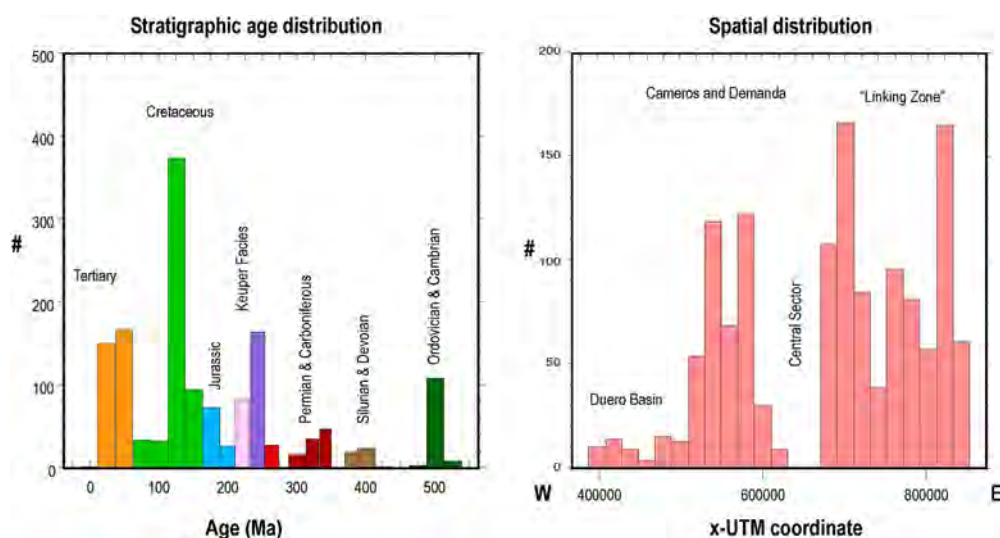 Stratigraphic age distribution
500
400
300
200
100
0
#
Tertiary
Cretaceous
Jurassic
Keuper Facies
Permian & Carboniferous
Silurian & Devoian
Ordovician & Cambrian
0 100 200 300 400 500
Age (Ma)
Spatial distribution
200
150
100
50
0
#
Duero Basin
Cameros and Demanda
Central Sector
"Linking Zone"
W 400000 600000 800000 E
x-UTM coordinate